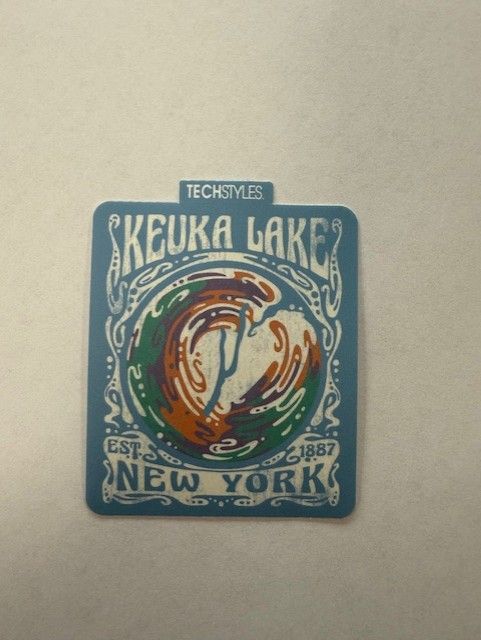 TECHSTYLES
KEUKA LAKE
EST. 1887
NEW YORK